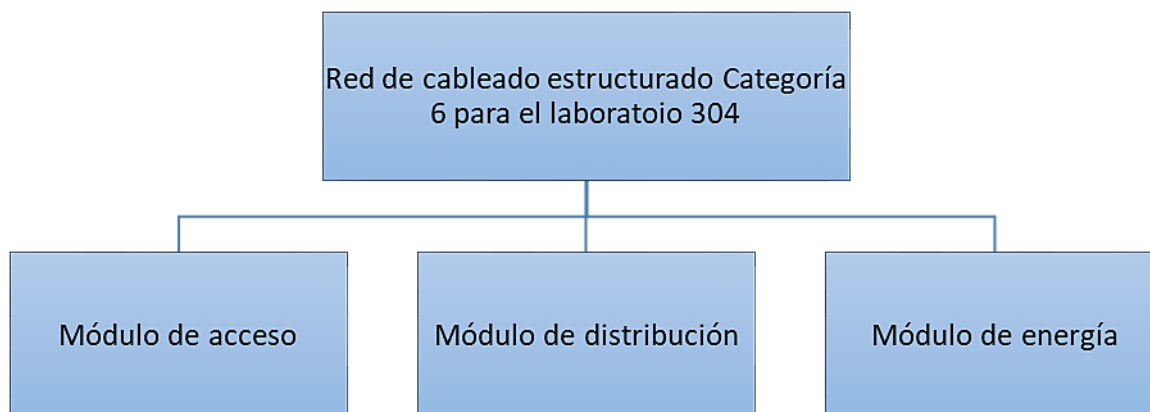 Red de cableado estructurado Categoría
6 para el laboratoio 304
Módulo de acceso
Módulo de distribución
Módulo de energía